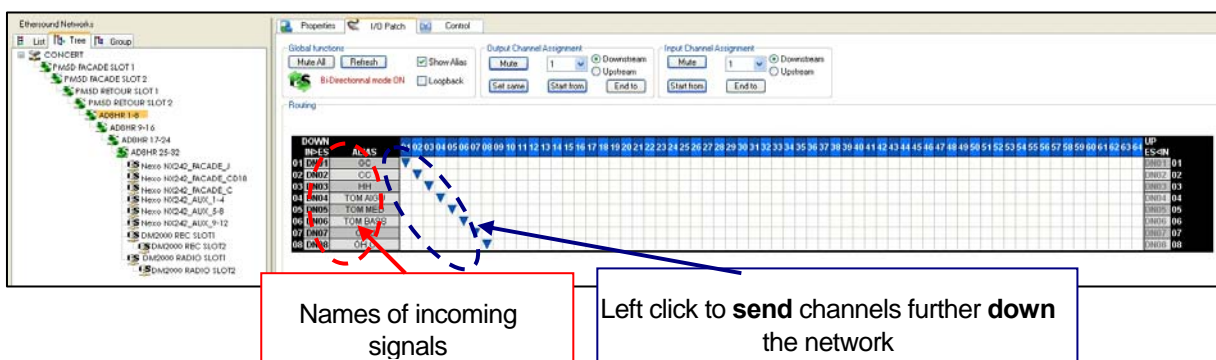 Ethersound Networks
List Tree Group
CONCERT
PM5D FACADE SLOT 1
PM5D FACADE SLOT 2
PM5D RETOUR SLOT 1
PM5D RETOUR SLOT 2
AD8HR 1-8
AD8HR 9-16
AD8HR 17-24
AD8HR 25-32
Nexo NX242_FACADE_J
Nexo NX242_FACADE_CD18
Nexo NX242_FACADE_C
Nexo NX242_AUX_1-4
Nexo NX242_AUX_5-8
Nexo NX242_AUX_9-12
DM2000 REC SLOT1
DM2000 REC SLOT2
DM2000 RADIO SLOT1
DM2000 RADIO SLOT2
Properties I/O Patch Control
Global functions
Mute All Refresh Show Alias
Bi-Directionnal mode ON Loopback
Output Channel Assignment
Mute 1 Downstream
Upstream
Set same Start from End to
Input Channel Assignment
Mute 1 Downstream
Upstream
Start from End to
Routing
DOWN UP
IN>ES ALIAS 01 02 03 04 05 06 07 08 09 10 11 12 13 14 15 16 17 18 19 20 21 22 23 24 25 26 27 28 29 30 31 32 33 34 35 36 37 38 39 40 41 42 43 44 45 46 47 48 49 50 51 52 53 54 55 56 57 58 59 60 61 62 63 64 ES<IN
01 DN01 GC DN01 01
02 DN02 CC DN02 02
03 DN03 HH DN03 03
04 DN04 TOM AIGU DN04 04
05 DN05 TOM MED DN05 05
06 DN06 TOM BASS DN06 06
07 DN07 DN07 07
08 DN08 DN08 08
Names of incoming
signals
Left click to send channels further down
the network